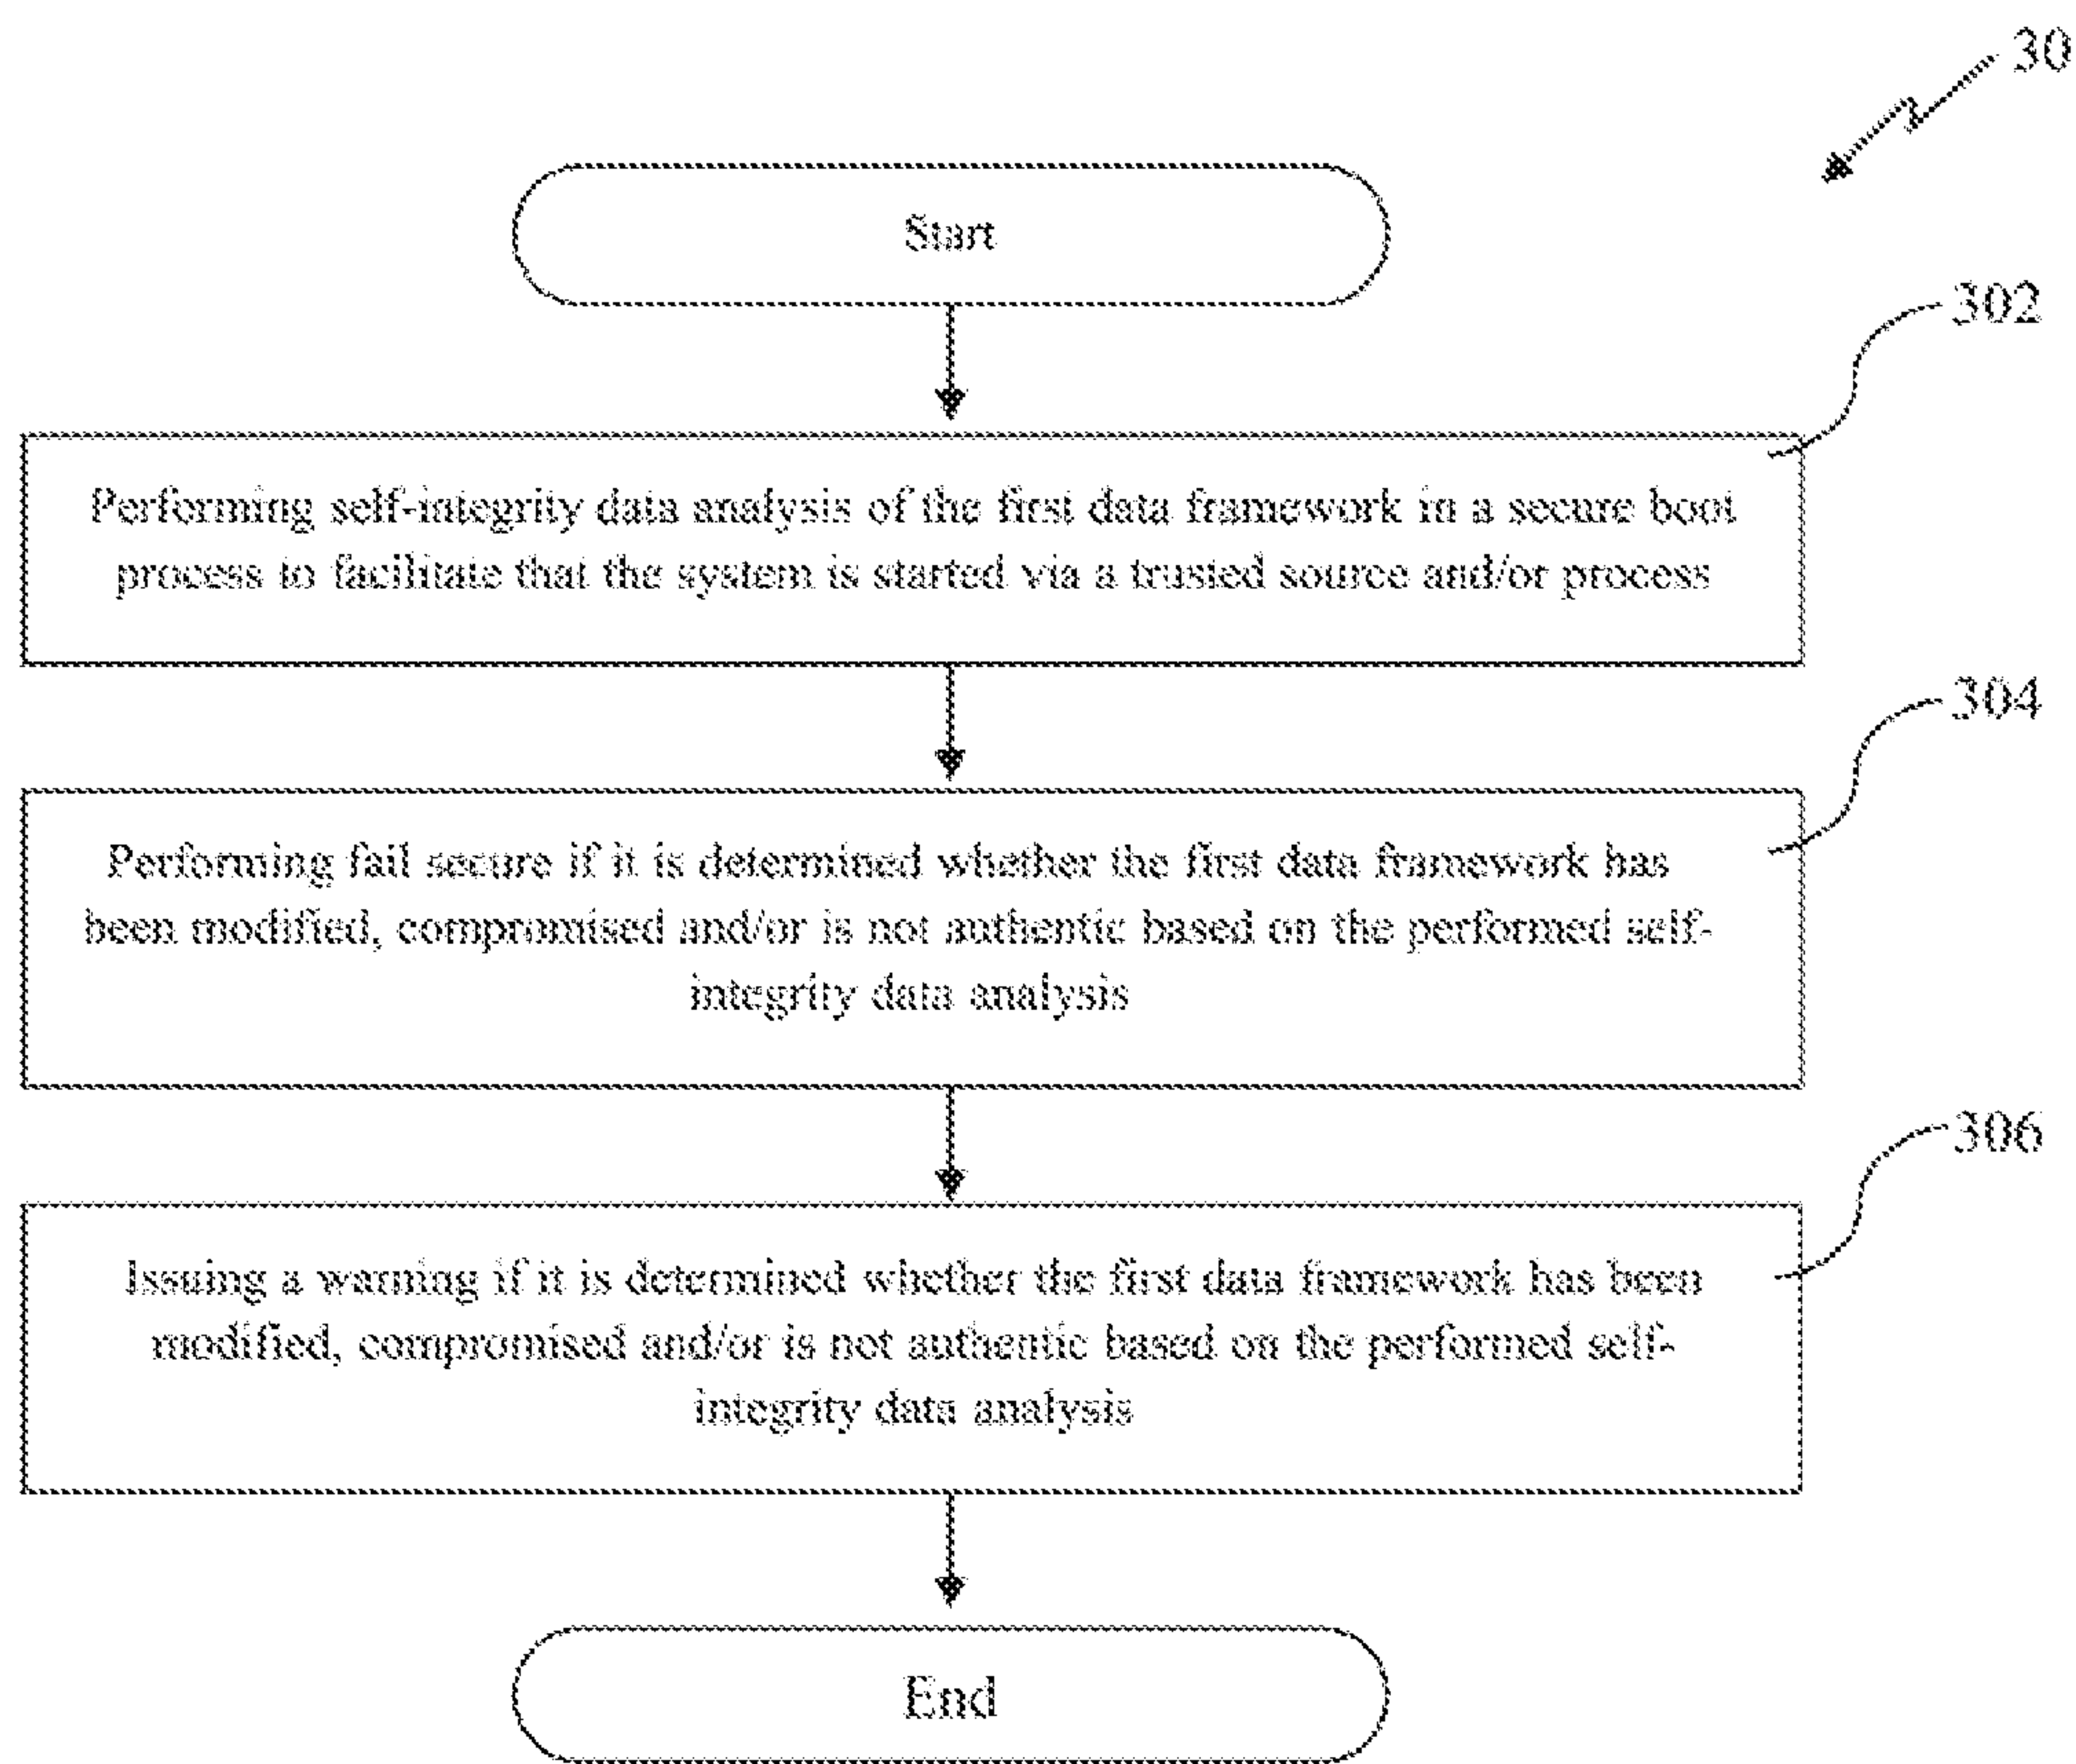 30
Start
302
Performing self-integrity data analysis of the first data framework in a secure boot
process to facilitate that the system is started via a trusted source and/or process
304
Performing fail secure if it is determined whether the first data framework has
been modified, compromised and/or is not authentic based on the performed self-
integrity data analysis
306
Issuing a warning if it is determined whether the first data framework has been
modified, compromised and/or is not authentic based on the performed self-
integrity data analysis
End